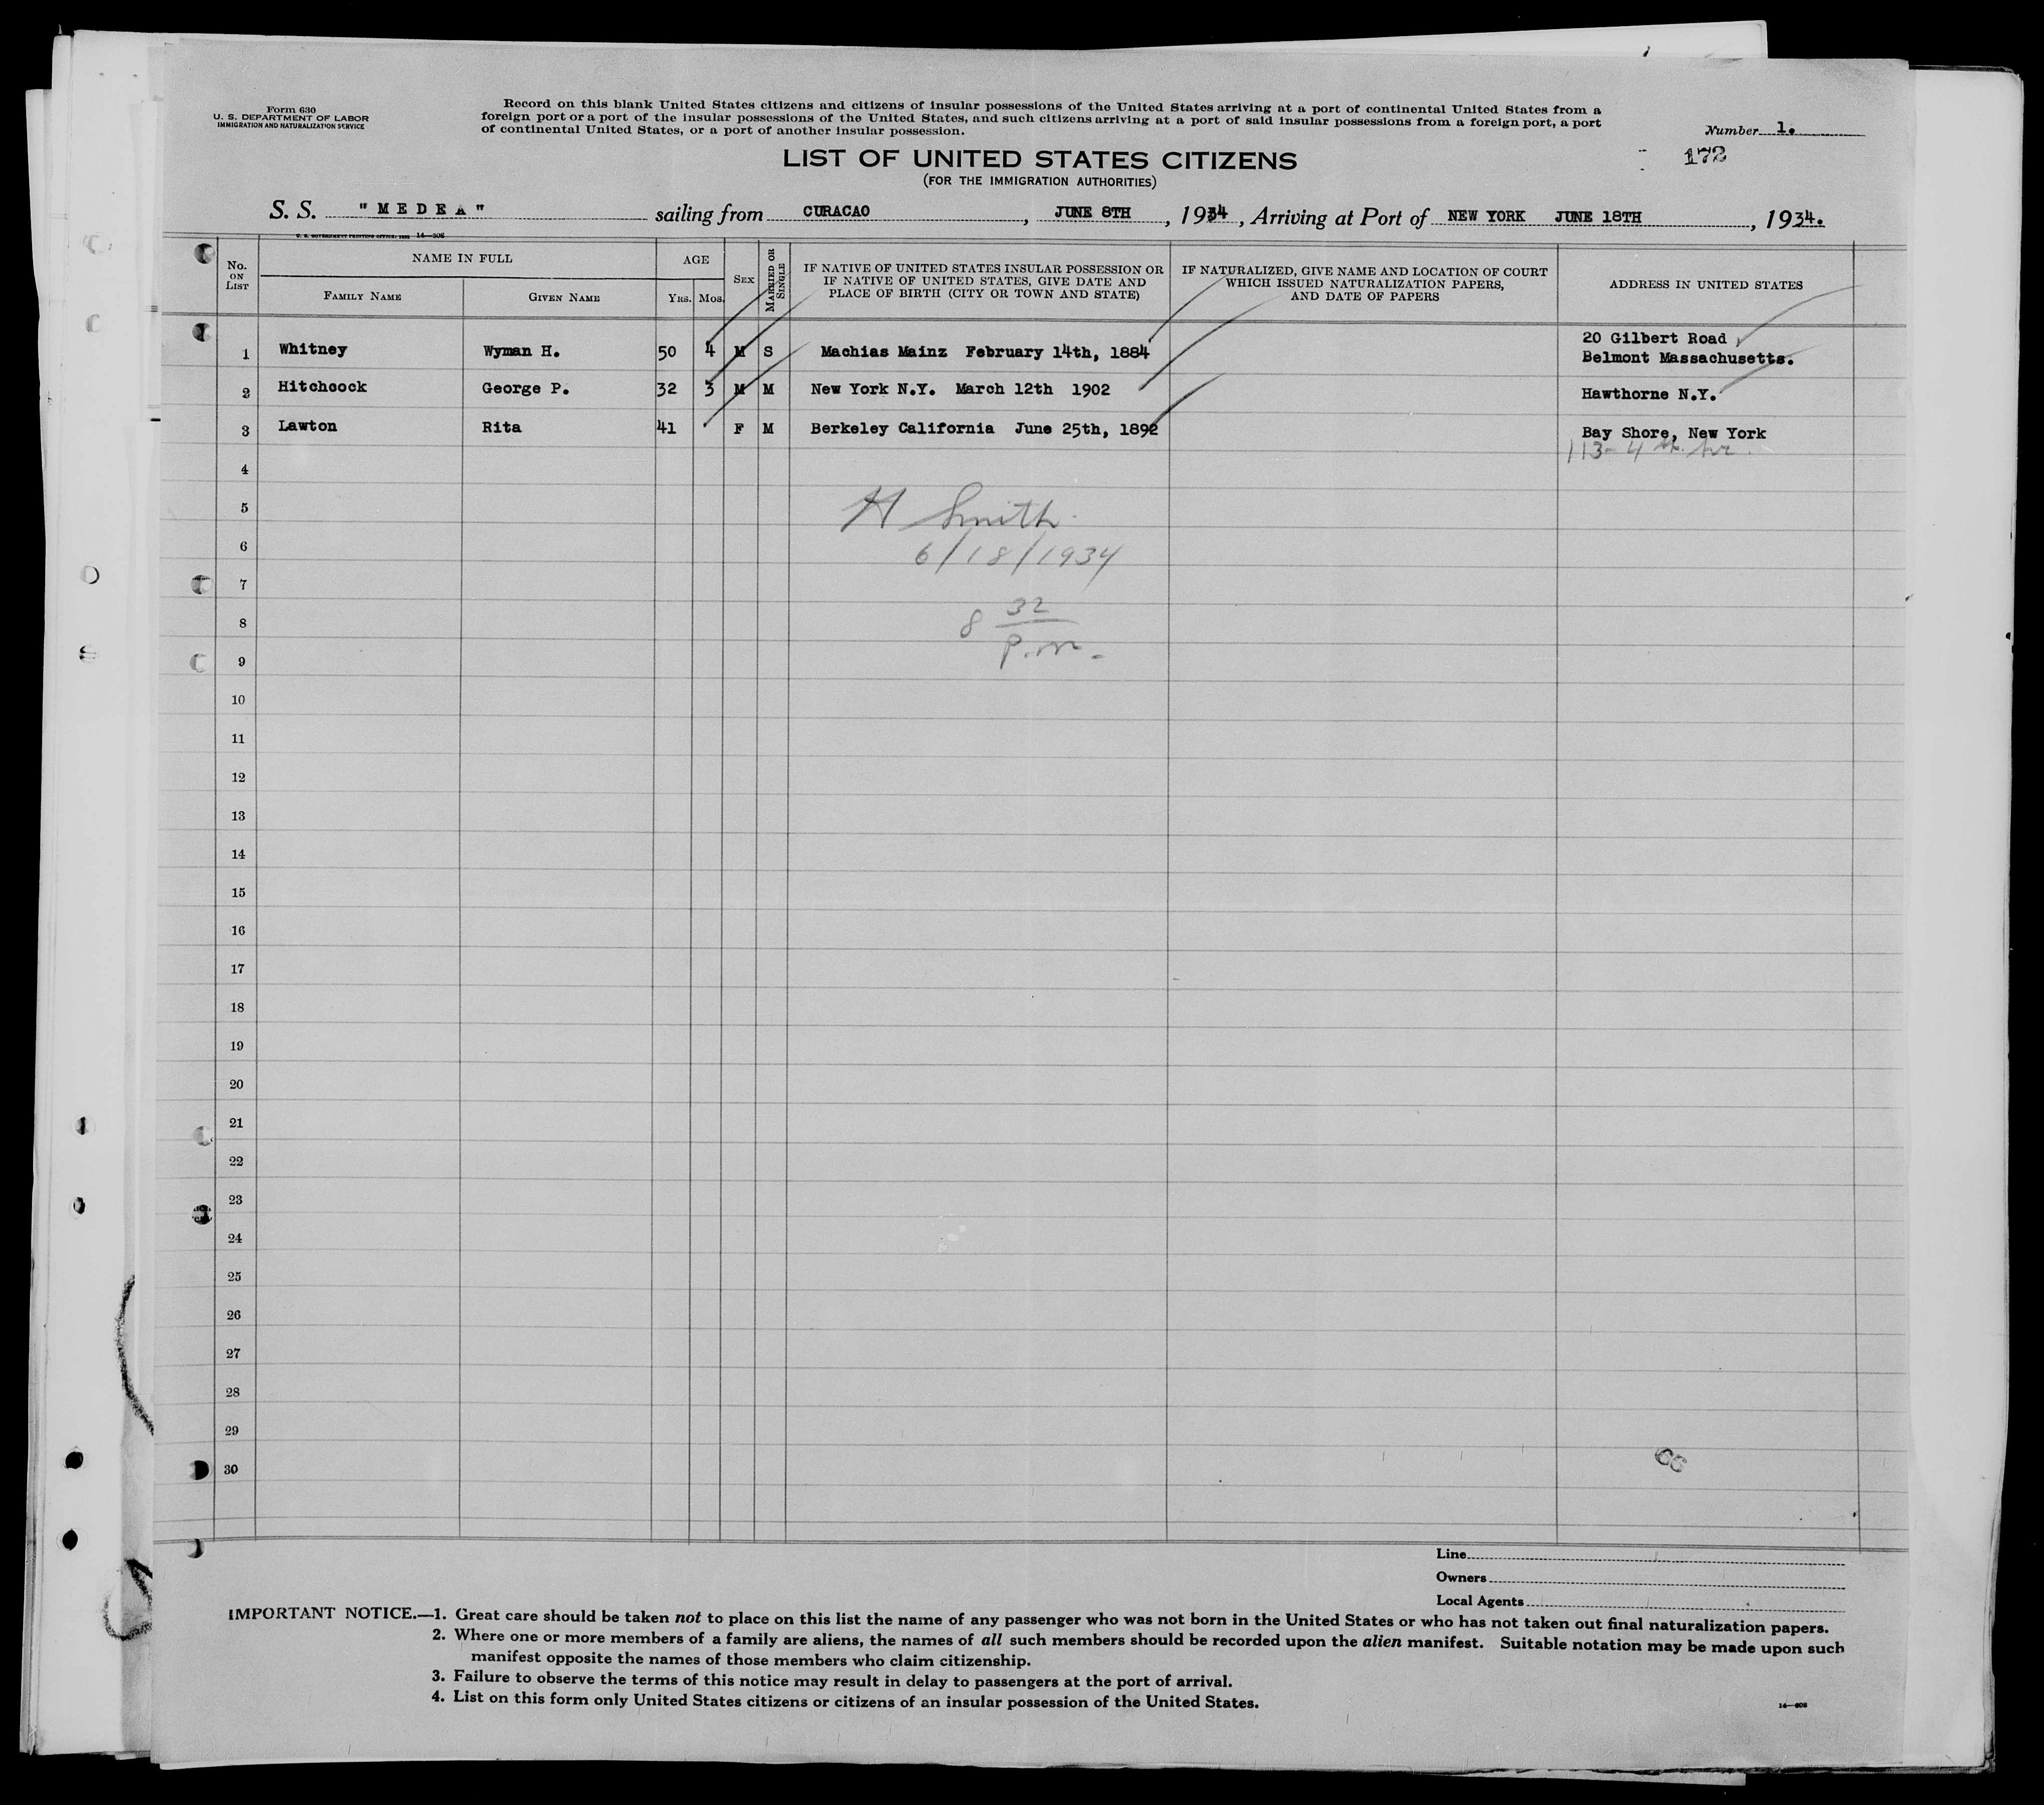 Form 630
U. S. DEPARTMENT OF LABOR
IMMIGRATION AND NATURALIZATION SERVICE
Record on this blank United States citizens and citizens of insular possessions of the United States arriving at a port of continental United States from a
foreign port or a port of the insular possessions of the United States, and such citizens arriving at a port of said insular possessions from a foreign port, a port
of continental United States, or a port of another insular possession.
Number 1.
172
LIST OF UNITED STATES CITIZENS
(FOR THE IMMIGRATION AUTHORITIES)
S. S. "MEDEA" sailing from CURACAO, JUNE 8TH, 1934, Arriving at Port of NEW YORK JUNE 18TH, 1934.
No. ON LIST
NAME IN FULL
FAMILY NAME
GIVEN NAME
AGE
YRS.
MOS.
SEX
MARRIED OR SINGLE
IF NATIVE OF UNITED STATES INSULAR POSSESSION OR
IF NATIVE OF UNITED STATES, GIVE DATE AND
PLACE OF BIRTH (CITY OR TOWN AND STATE)
IF NATURALIZED, GIVE NAME AND LOCATION OF COURT
WHICH ISSUED NATURALIZATION PAPERS,
AND DATE OF PAPERS
ADDRESS IN UNITED STATES
1 Whitney Wyman H. 50 4 M S Machias Mainz February 14th, 1884 20 Gilbert Road
Belmont Massachusetts.
2 Hitchcock George P. 32 3 M M New York N.Y. March 12th 1902 Hawthorne N.Y.
3 Lawton Rita 41 F M Berkeley California June 25th, 1892 Bay Shore, New York
113-4
4
5
H Smith
6
6/18/1934
7
8
8 32
P.M.
9
10
11
12
13
14
15
16
17
18
19
20
21
22
23
24
25
26
27
28
29
30
Line
Owners
Local Agents
IMPORTANT NOTICE.—1. Great care should be taken not to place on this list the name of any passenger who was not born in the United States or who has not taken out final naturalization papers.
2. Where one or more members of a family are aliens, the names of all such members should be recorded upon the alien manifest. Suitable notation may be made upon such
manifest opposite the names of those members who claim citizenship.
3. Failure to observe the terms of this notice may result in delay to passengers at the port of arrival.
4. List on this form only United States citizens or citizens of an insular possession of the United States.